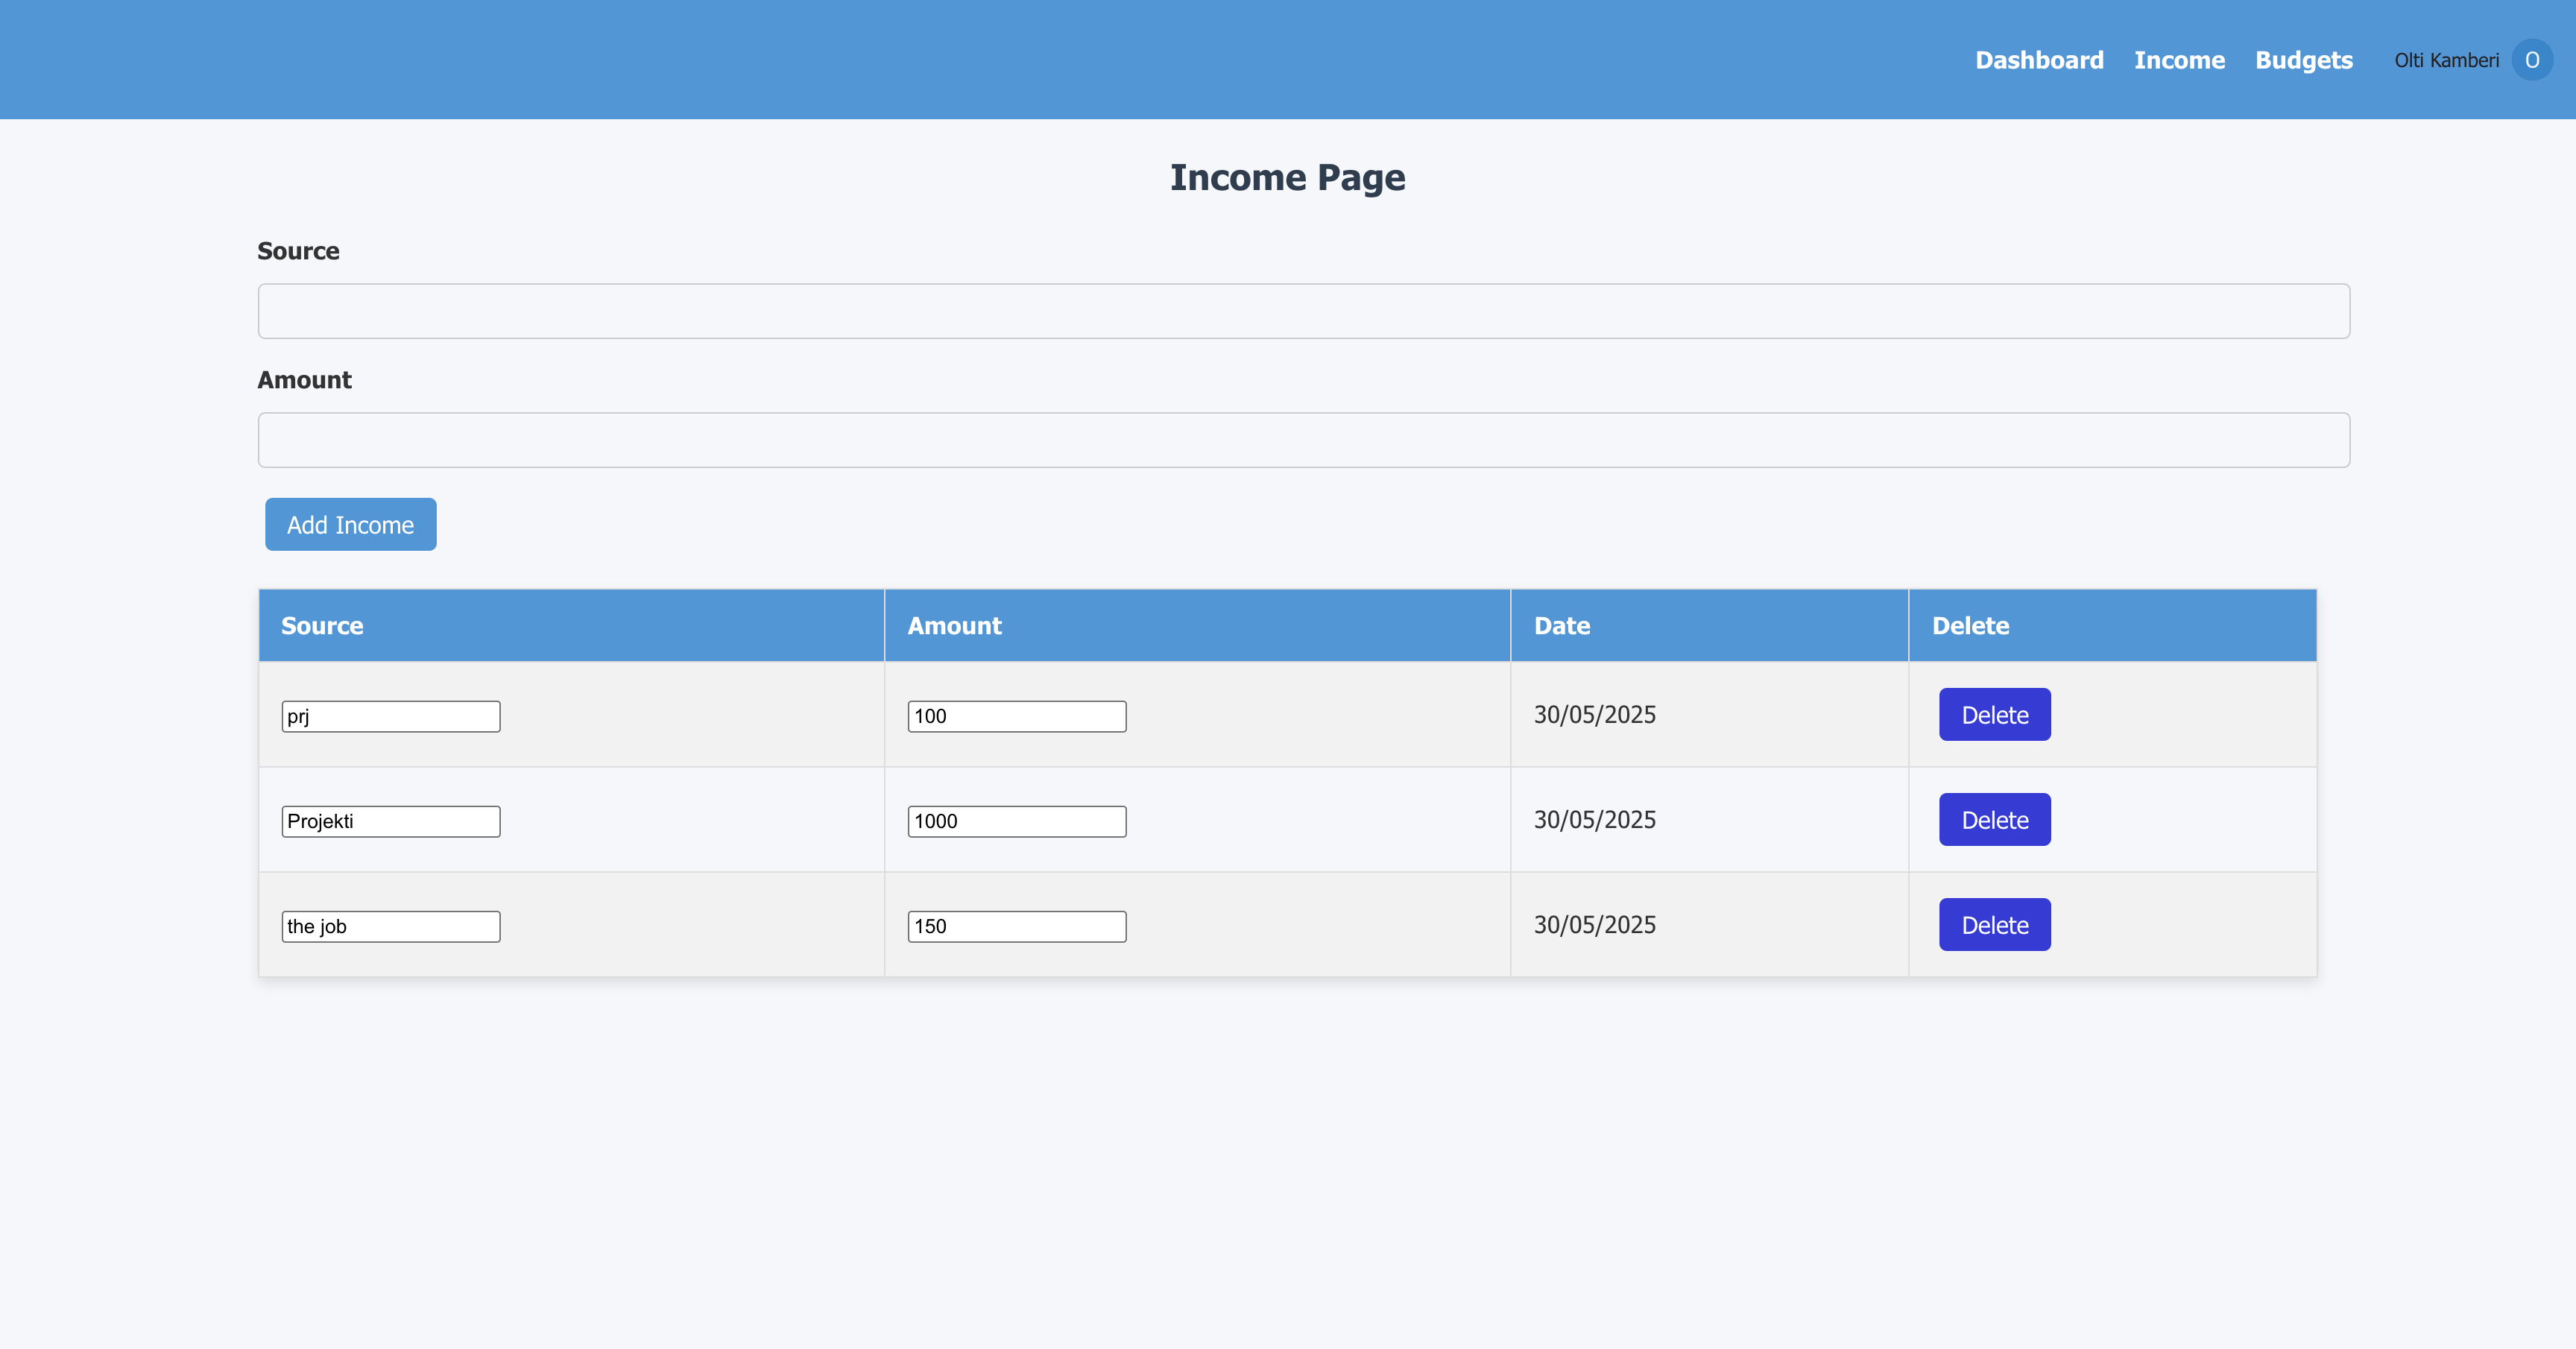 Dashboard Income Budgets Olti Kamberi O
Income Page
Source
Amount
Add Income
Source Amount Date Delete
prj 100 30/05/2025 Delete
Projekti 1000 30/05/2025 Delete
the job 150 30/05/2025 Delete